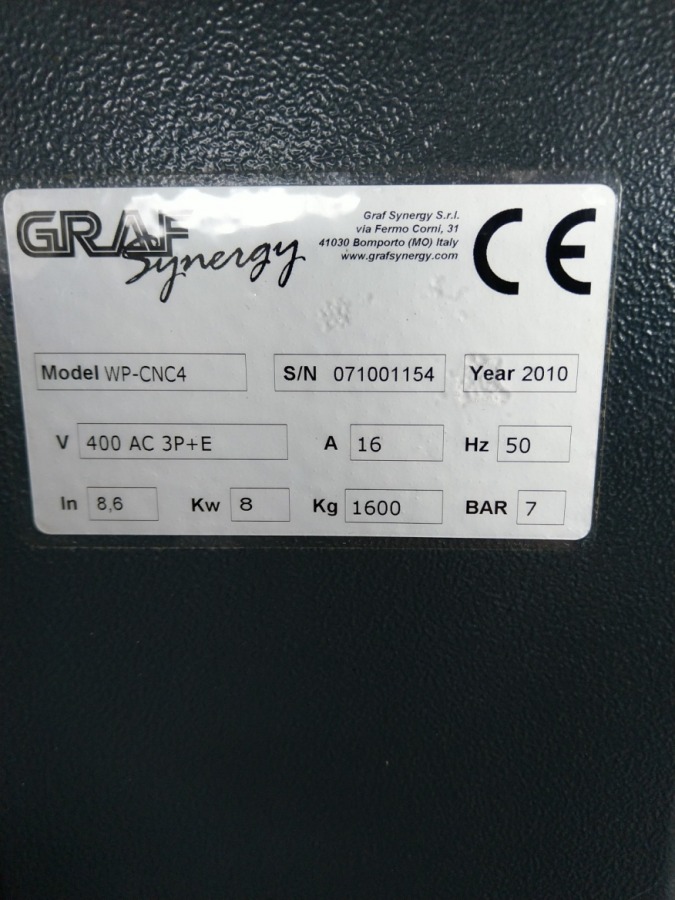 GRAF
Synergy
Graf Synergy S.r.l.
via Fermo Corni, 31
41030 Bomporto (MO) Italy
www.grafsynergy.com
CE
Model WP-CNC4 S/N 071001154 Year 2010
V 400 AC 3P+E A 16 Hz 50
In 8,6 Kw 8 Kg 1600 BAR 7